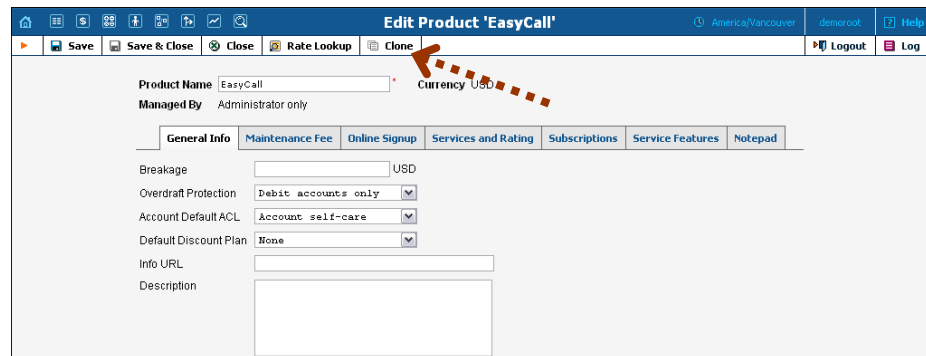 Edit Product 'EasyCall' America/Vancouver demoroot ? Help
Save Save & Close Close Rate Lookup Clone Logout Log
Product Name EasyCall * Currency USD
Managed By Administrator only
General Info Maintenance Fee Online Signup Services and Rating Subscriptions Service Features Notepad
Breakage USD
Overdraft Protection Debit accounts only
Account Default ACL Account self-care
Default Discount Plan None
Info URL
Description